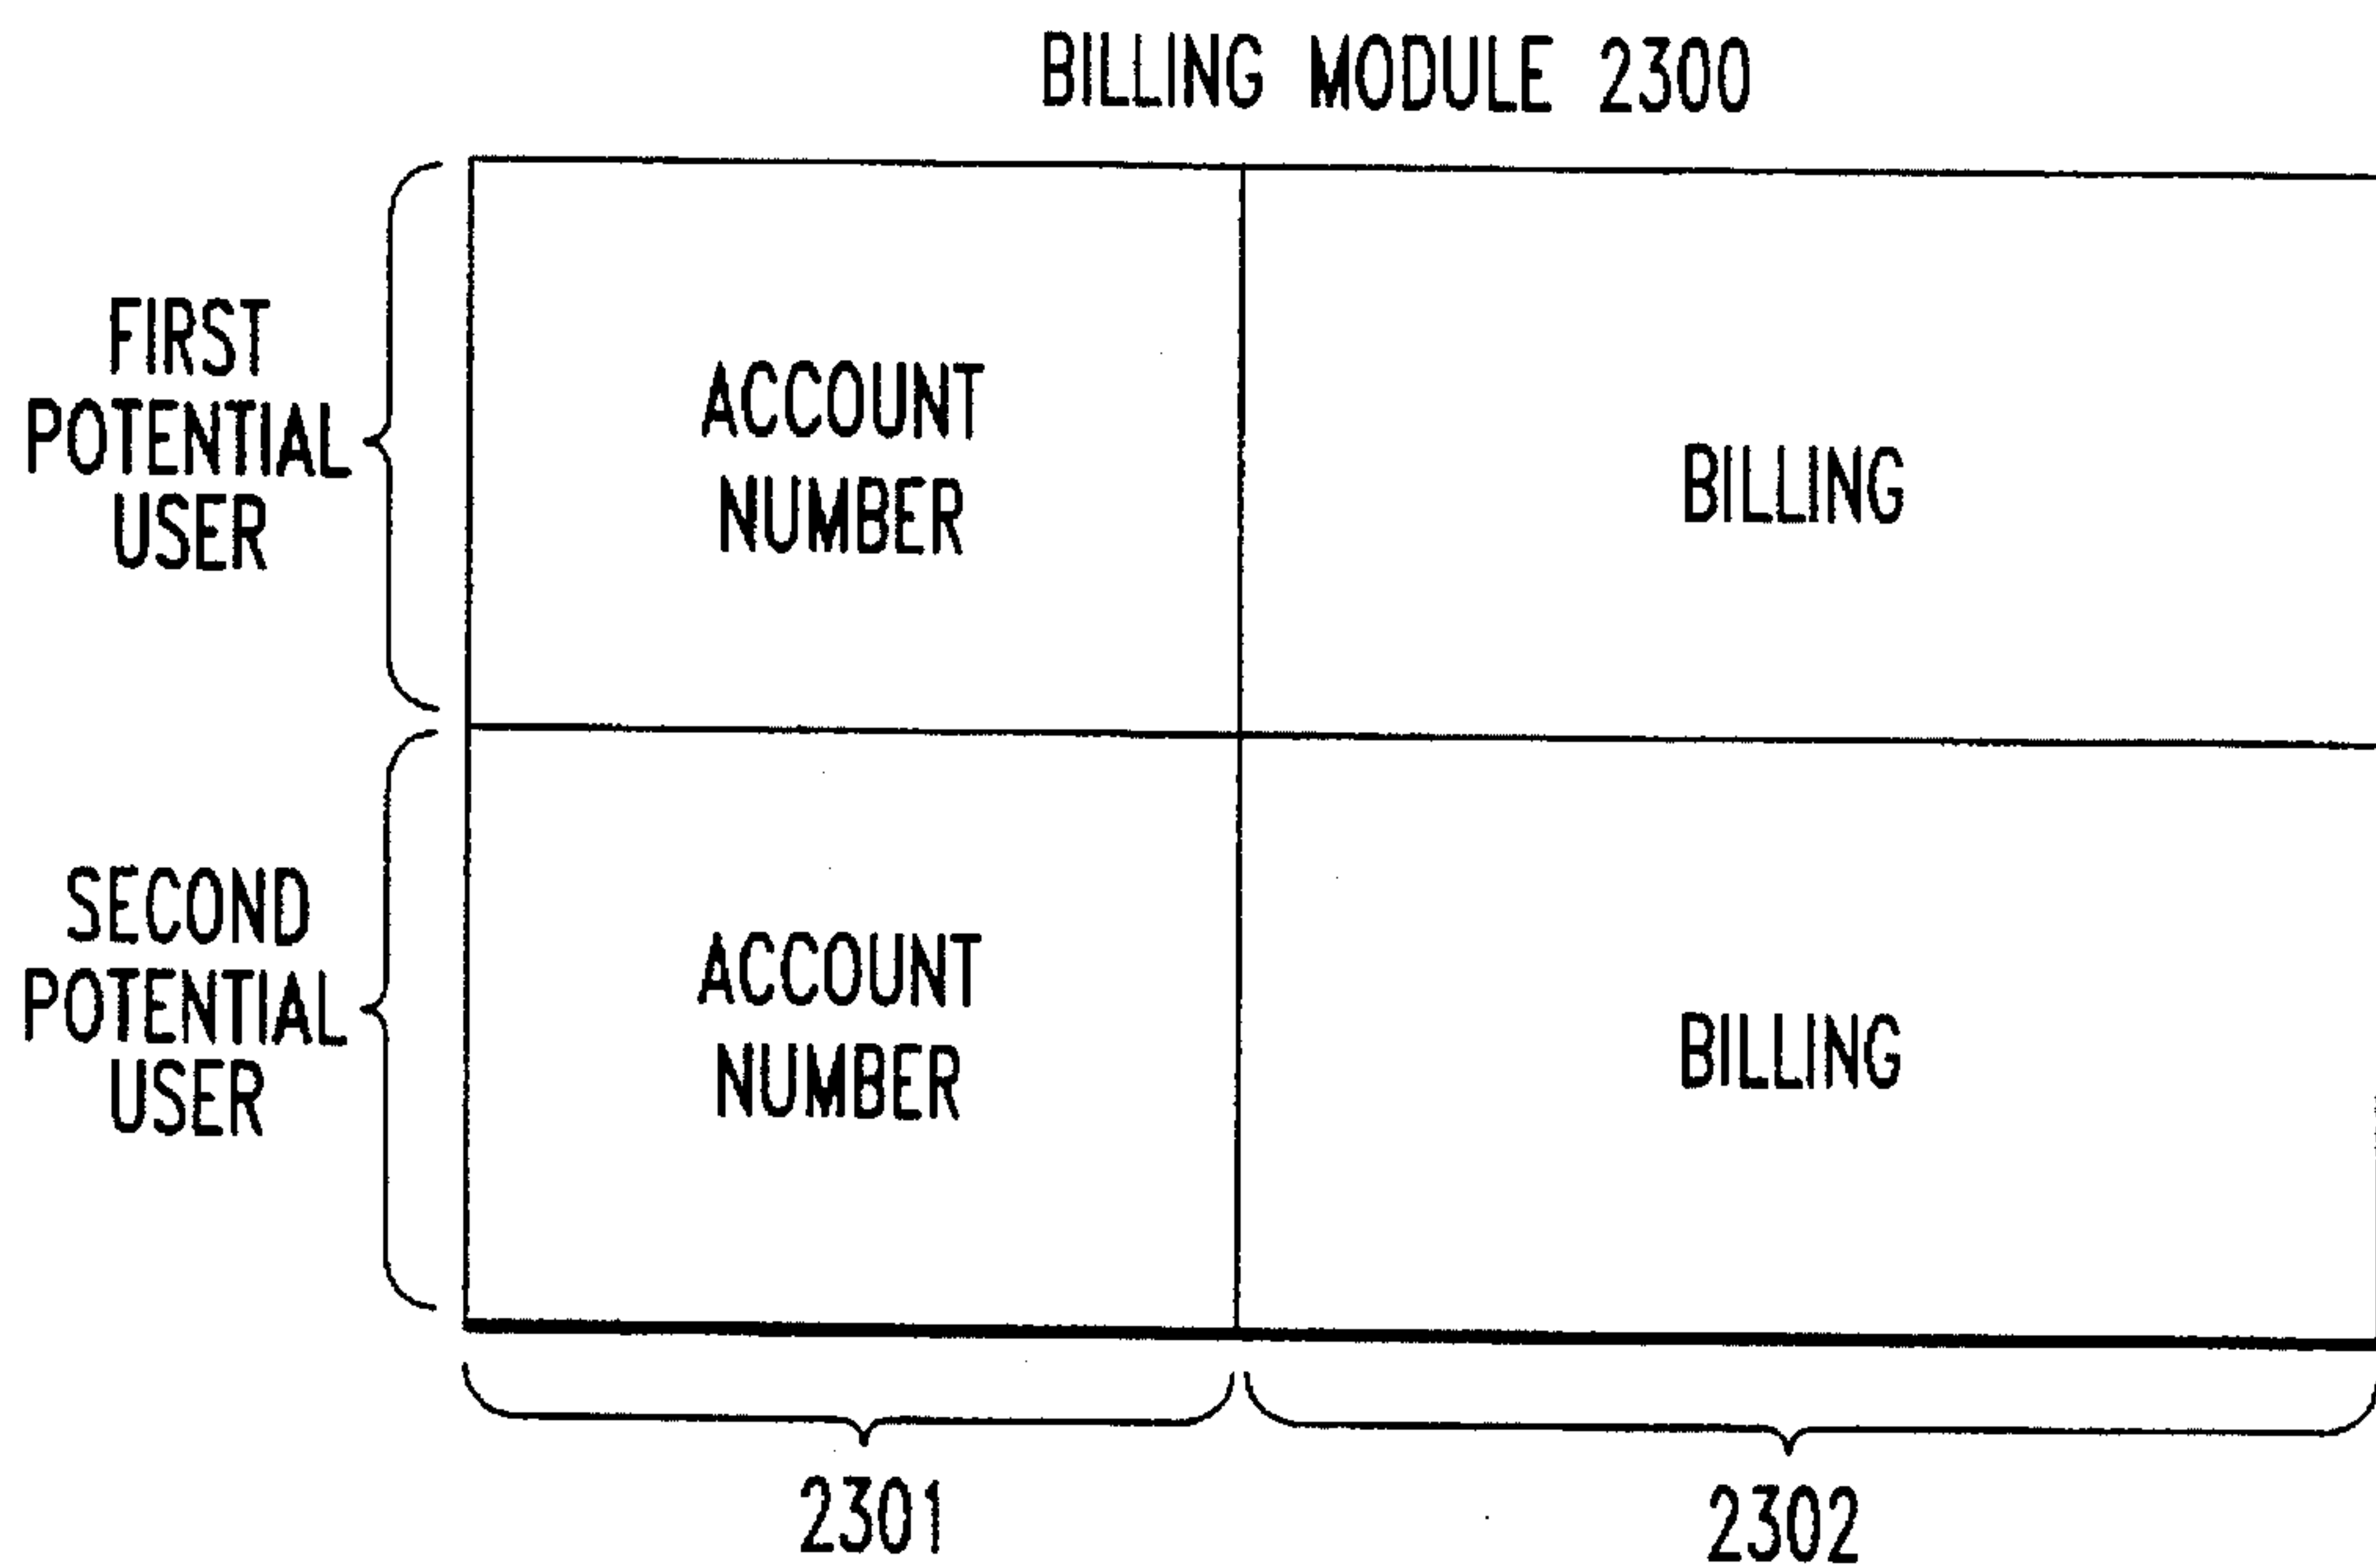 BILLING MODULE 2300
FIRST
POTENTIAL
USER
ACCOUNT
NUMBER
BILLING
SECOND
POTENTIAL
USER
ACCOUNT
NUMBER
BILLING
2301
2302